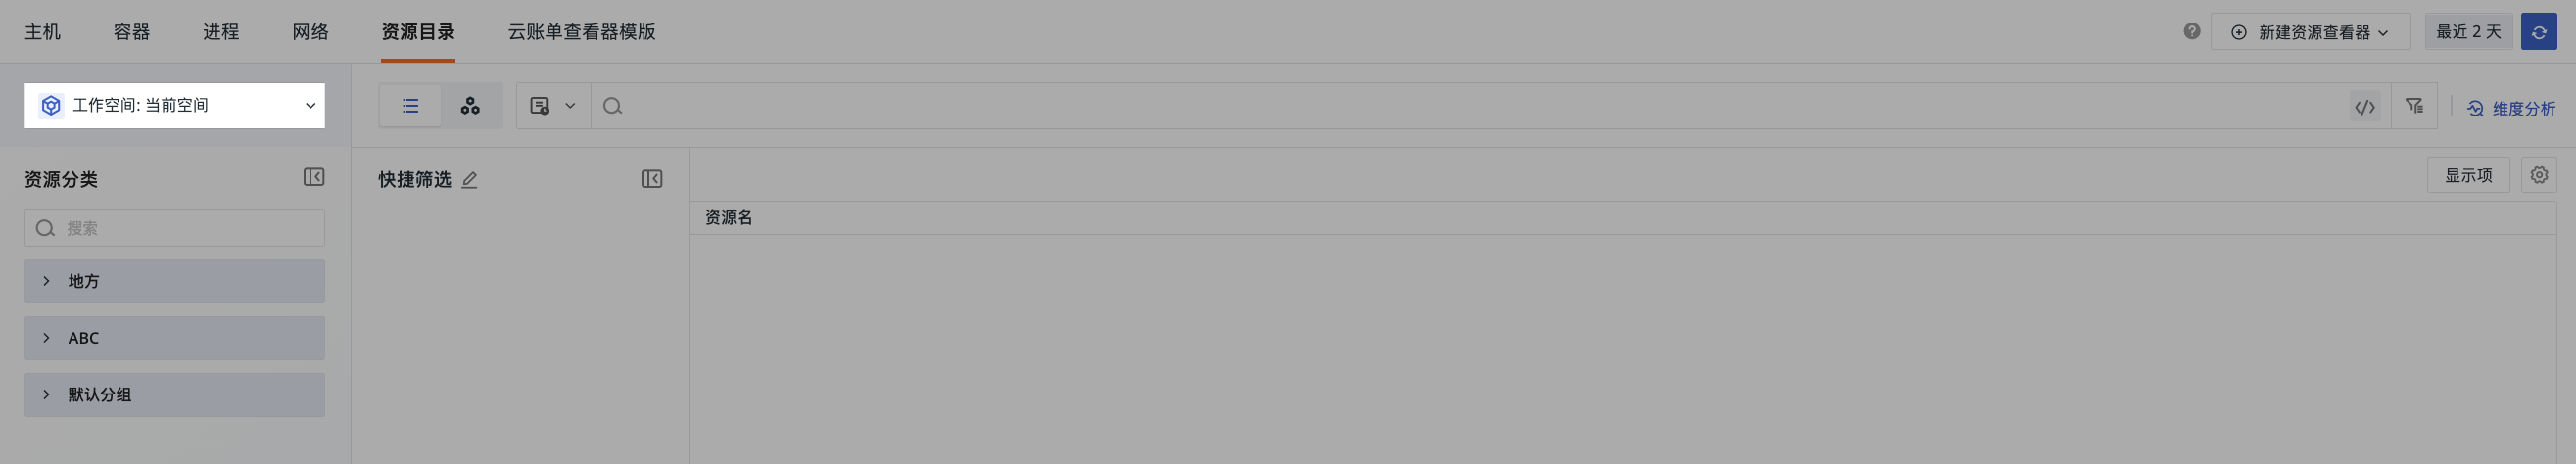 主机 容器 进程 网络 资源目录 云账单查看器模版 新建资源查看器 最近 2 天
工作空间: 当前空间
维度分析
资源分类
快捷筛选
显示项
搜索
资源名
地方
ABC
默认分组